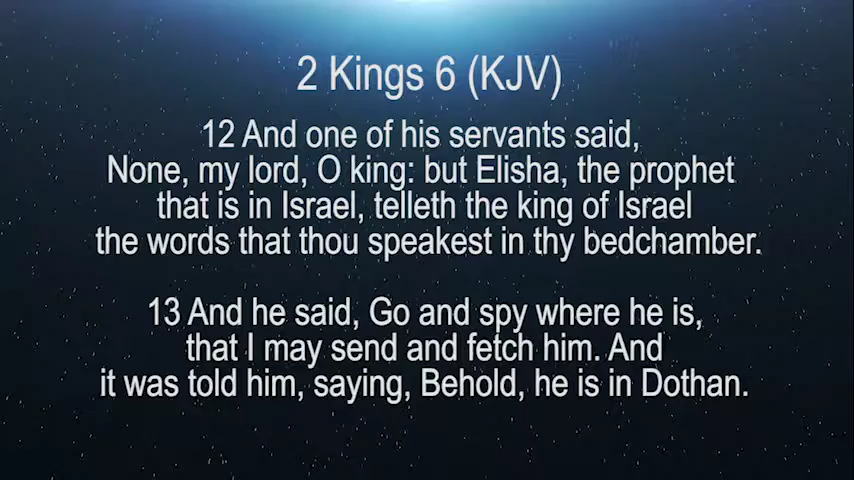 2 Kings 6 (KJV)
12 And one of his servants said,
None, my lord, O king: but Elisha, the prophet
that is in Israel, telleth the king of Israel
the words that thou speakest in thy bedchamber.
13 And he said, Go and spy where he is,
that I may send and fetch him. And
it was told him, saying, Behold, he is in Dothan.